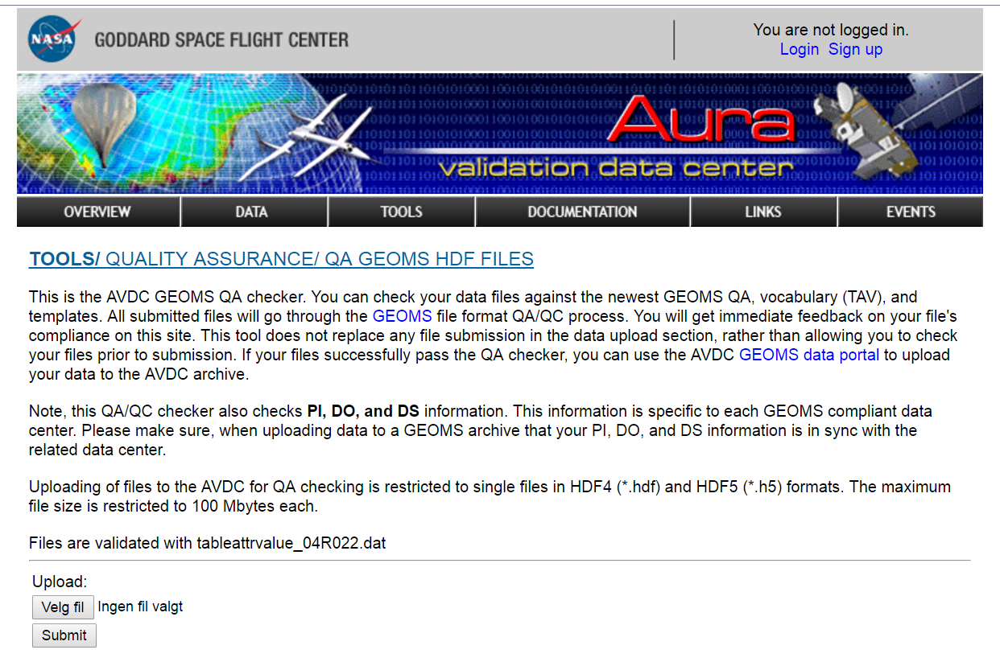 NASA
GODDARD SPACE FLIGHT CENTER
You are not logged in.
Login Sign up
Aura
validation data center
OVERVIEW
DATA
TOOLS
DOCUMENTATION
LINKS
EVENTS
TOOLS/ QUALITY ASSURANCE/ QA GEOMS HDF FILES
This is the AVDC GEOMS QA checker. You can check your data files against the newest GEOMS QA, vocabulary (TAV), and
templates. All submitted files will go through the GEOMS file format QA/QC process. You will get immediate feedback on your file's
compliance on this site. This tool does not replace any file submission in the data upload section, rather than allowing you to check
your files prior to submission. If your files successfully pass the QA checker, you can use the AVDC GEOMS data portal to upload
your data to the AVDC archive.
Note, this QA/QC checker also checks PI, DO, and DS information. This information is specific to each GEOMS compliant data
center. Please make sure, when uploading data to a GEOMS archive that your PI, DO, and DS information is in sync with the
related data center.
Uploading of files to the AVDC for QA checking is restricted to single files in HDF4 (*.hdf) and HDF5 (*.h5) formats. The maximum
file size is restricted to 100 Mbytes each.
Files are validated with tableattrvalue_04R022.dat
Upload:
Velg fil Ingen fil valgt
Submit